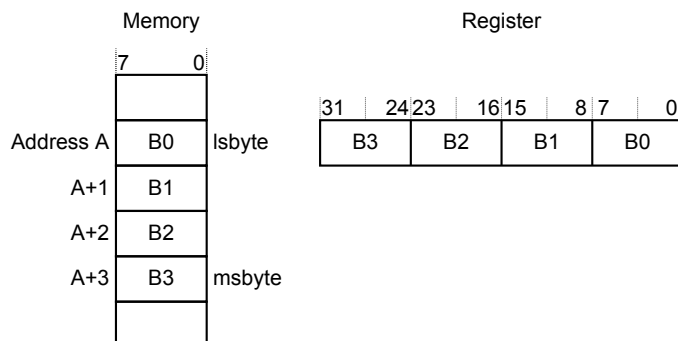 Memory Register
7 0
31 24 23 16 15 8 7 0
Address A B0 lsbyte B3 B2 B1 B0
A+1 B1
A+2 B2
A+3 B3 msbyte